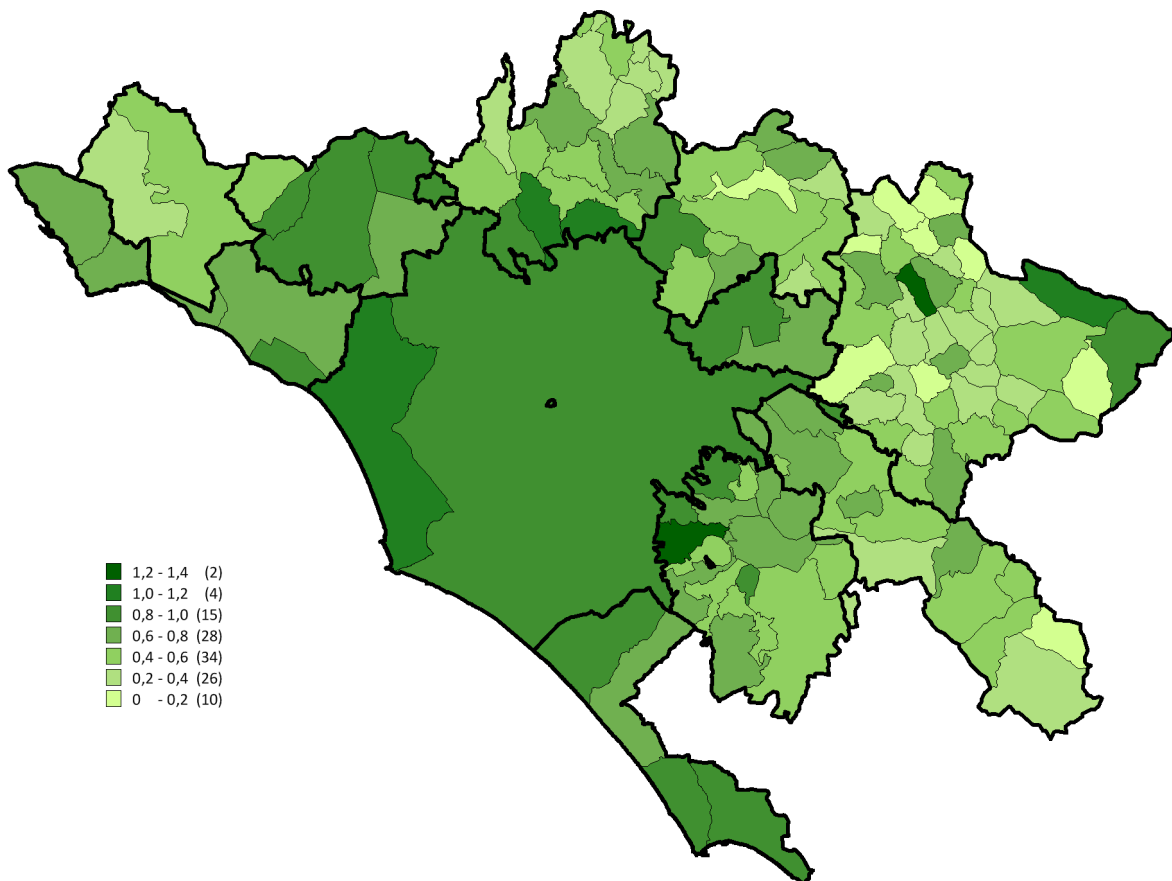 1,2 - 1,4 (2)
1,0 - 1,2 (4)
0,8 - 1,0 (15)
0,6 - 0,8 (28)
0,4 - 0,6 (34)
0,2 - 0,4 (26)
0 - 0,2 (10)